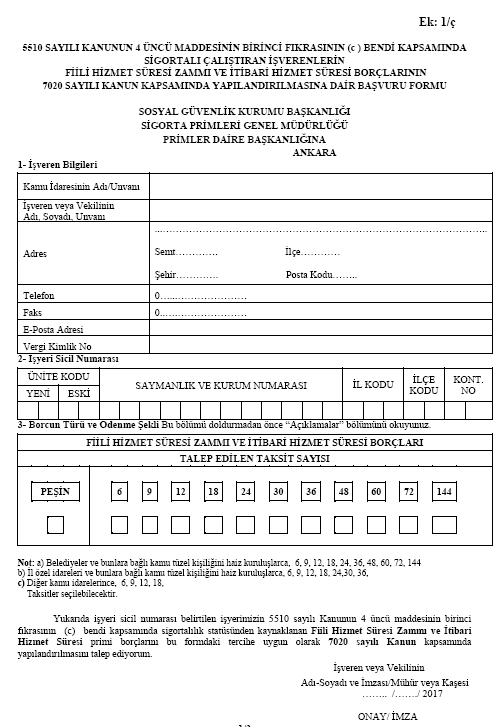 Ek: 1/ç
5510 SAYILI KANUNUN 4 ÜNCÜ MADDESİNİN BİRİNCİ FIKRASININ (c ) BENDİ KAPSAMINDA
SİGORTALI ÇALIŞTIRAN İŞVERENLERİN
FİİLİ HİZMET SÜRESİ ZAMMI VE İTİBARİ HİZMET SÜRESİ BORÇLARININ
7020 SAYILI KANUN KAPSAMINDA YAPILANDIRILMASINA DAİR BAŞVURU FORMU
SOSYAL GÜVENLİK KURUMU BAŞKANLIĞI
SİGORTA PRİMLERİ GENEL MÜDÜRLÜĞÜ
PRİMLER DAİRE BAŞKANLIĞINA
ANKARA
1- İşveren Bilgileri
Kamu İdaresinin Adı/Unvanı
İşveren veya Vekilinin
Adı, Soyadı, Unvanı
Adres
Semt…………. İlçe…………
Şehir…………. Posta Kodu……..
Telefon 0…..…………………
Faks 0..…….………………
E-Posta Adresi
Vergi Kimlik No
2- İşyeri Sicil Numarası
ÜNİTE KODU SAYMANLIK VE KURUM NUMARASI İL KODU İLÇE KODU KONT. NO
YENİ ESKİ
3- Borcun Türü ve Ödenme Şekli Bu bölümü doldurmadan önce “Açıklamalar” bölümünü okuyunuz.
FİİLİ HİZMET SÜRESİ ZAMMI VE İTİBARİ HİZMET SÜRESİ BORÇLARI
TALEP EDİLEN TAKSİT SAYISI
PEŞİN 6 9 12 18 24 30 36 48 60 72 144
Not: a) Belediyeler ve bunlara bağlı kamu tüzel kişiliğini haiz kuruluşlarca, 6, 9, 12, 18, 24, 36, 48, 60, 72, 144
b) İl özel idareleri ve bunlara bağlı kamu tüzel kişiliğini haiz kuruluşlarca, 6, 9, 12, 18, 24,30, 36,
c) Diğer kamu idarelerince, 6, 9, 12, 18,
Taksitler seçilebilecektir.
Yukarıda işyeri sicil numarası belirtilen işyerimizin 5510 sayılı Kanunun 4 üncü maddesinin birinci
fıkrasının (c) bendi kapsamında sigortalılık statüsünden kaynaklanan Fiili Hizmet Süresi Zammı ve İtibari
Hizmet Süresi primi borçlarını bu formdaki tercihe uygun olarak 7020 sayılı Kanun kapsamında
yapılandırılmasını talep ediyorum.
İşveren veya Vekilinin
Adı-Soyadı ve İmzası/Mühür veya Kaşesi
…….. /……./ 2017
ONAY/ İMZA